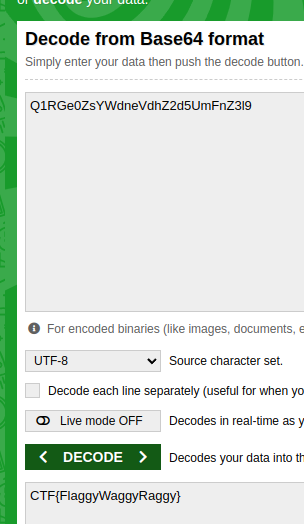 or decode your data.
Decode from Base64 format
Simply enter your data then push the decode button.
Q1RGe0ZsYWdneVdhZ2d5UmFnZ3l9
For encoded binaries (like images, documents, e
UTF-8 Source character set.
Decode each line separately (useful for when yo
Live mode OFF Decodes in real-time as y
DECODE Decodes your data into th
CTF{FlaggyWaggyRaggy}